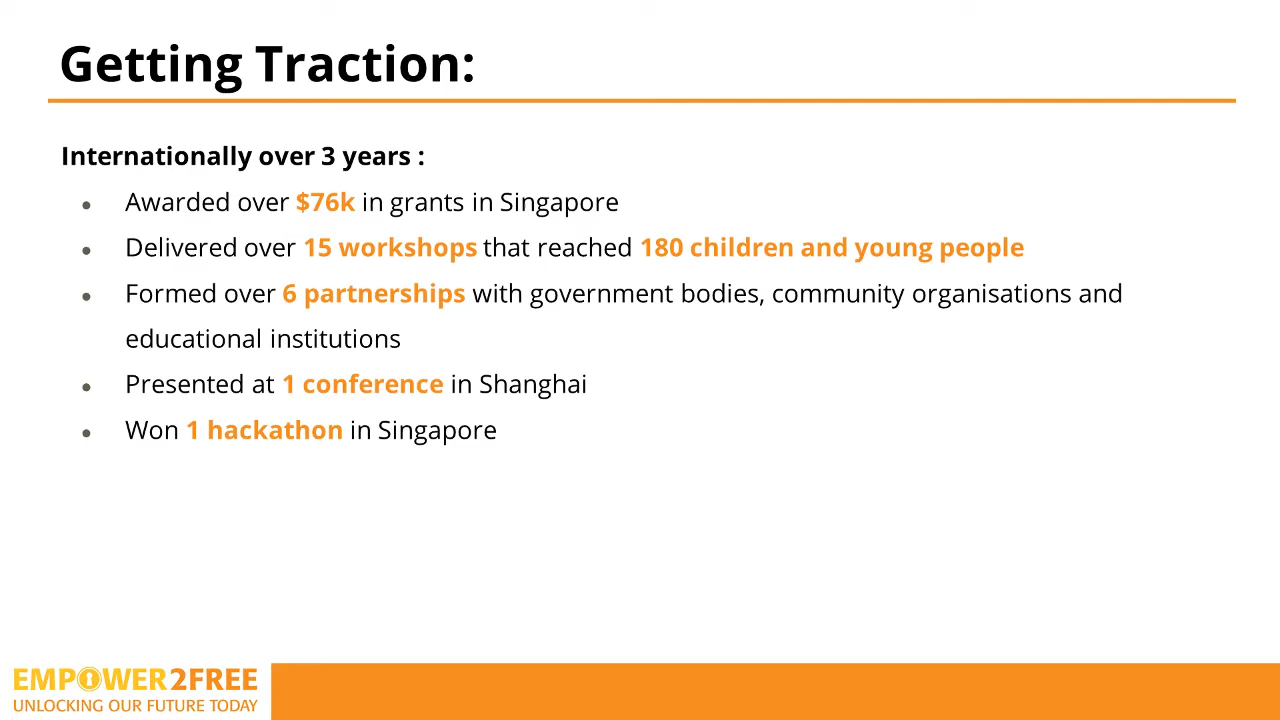 Getting Traction:
Internationally over 3 years :
● Awarded over $76k in grants in Singapore
● Delivered over 15 workshops that reached 180 children and young people
● Formed over 6 partnerships with government bodies, community organisations and
educational institutions
● Presented at 1 conference in Shanghai
● Won 1 hackathon in Singapore
EMPOWER2FREE
UNLOCKING OUR FUTURE TODAY